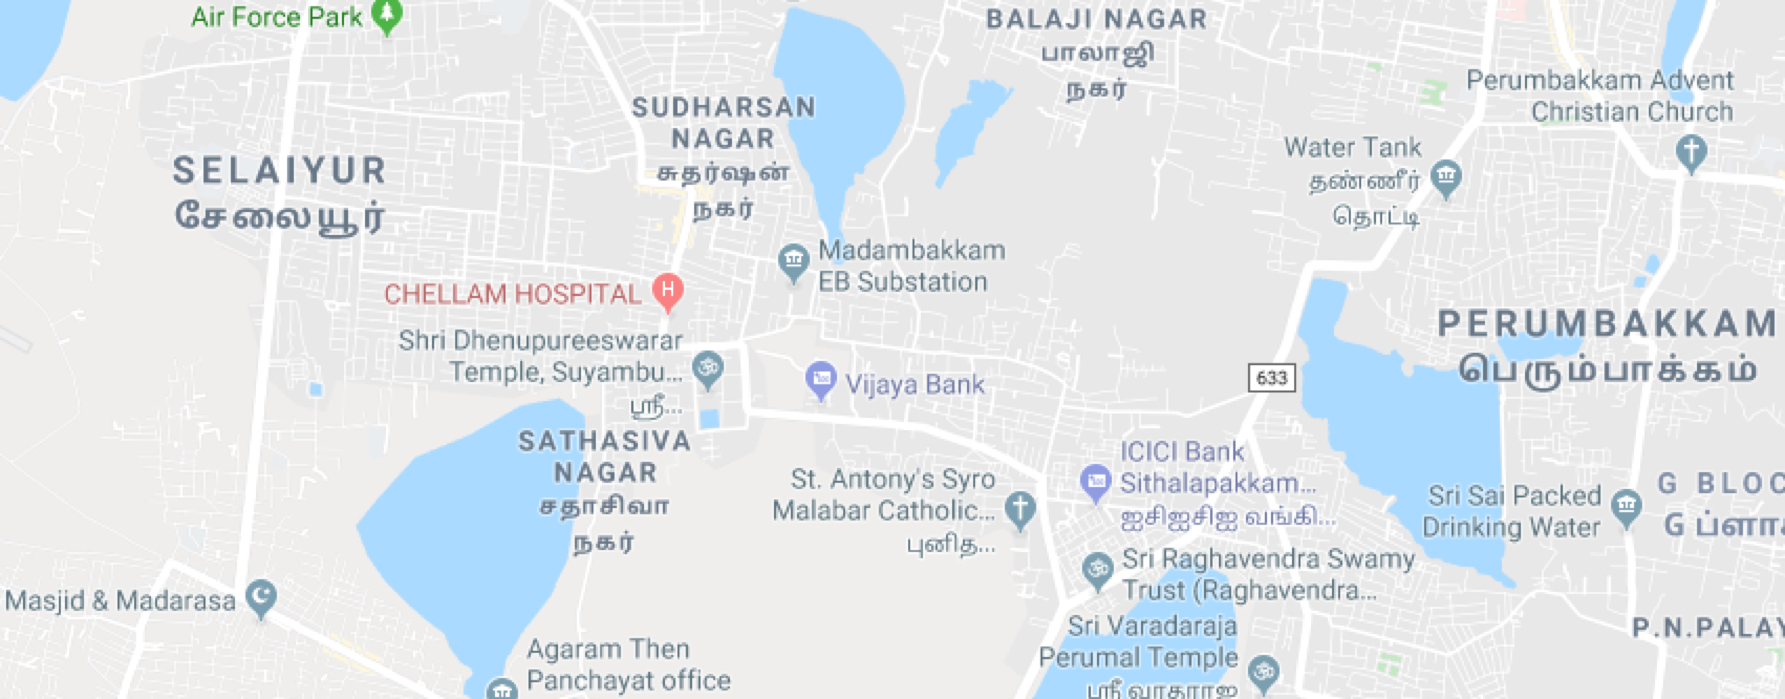 Air Force Park
BALAJI NAGAR
பாலாஜி
நகர்
Perumbakkam Advent
Christian Church
SUDHARSAN
NAGAR
சுதர்ஷன்
நகர்
Water Tank
தண்ணீர்
தொட்டி
SELAIYUR
சேலையூர்
Madambakkam
EB Substation
CHELLAM HOSPITAL
H
PERUMBAKKAM
பெரும்பாக்கம்
Shri Dhenupureeswarar
Temple, Suyambu...
ஸ்ரீ...
633
Vijaya Bank
SATHASIVA
NAGAR
சதாசிவா
நகர்
ICICI Bank
Sithalapakkam...
ஐசிஐசிஐ வங்கி...
St. Antony's Syro
Malabar Catholic...
புனித...
Sri Sai Packed
Drinking Water
G BLOC
G ப்ளா
Sri Raghavendra Swamy
Trust (Raghavendra...
Masjid & Madarasa
Sri Varadaraja
Perumal Temple
ஸ்ரீ வரதராஜ
P.N.PALAY
Agaram Then
Panchayat office